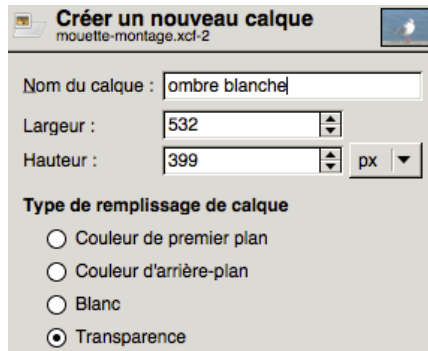 Créer un nouveau calque
mouette-montage.xcf-2
Nom du calque : ombre blanche
Largeur : 532
Hauteur : 399 px
Type de remplissage de calque
Couleur de premier plan
Couleur d'arrière-plan
Blanc
Transparence